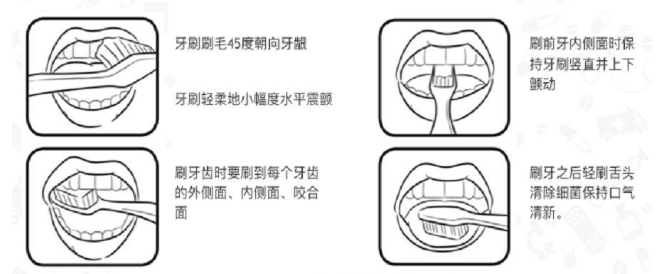 牙刷刷毛45度朝向牙龈
牙刷轻柔地小幅度水平震颤
刷前牙内侧面时保
持牙刷竖直并上下
颤动
刷牙齿时要刷到每个牙齿
的外侧面、内侧面、咬合
面
刷牙之后轻刷舌头
清除细菌保持口气
清新。